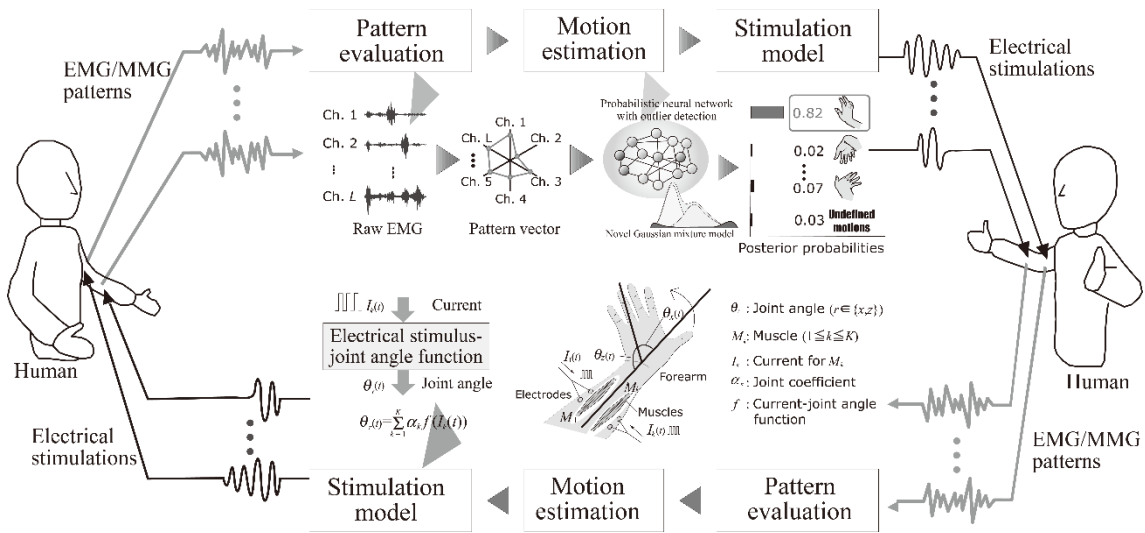 Pattern
evaluation
Motion
estimation
Stimulation
model
EMG/MMG
patterns
Electrical
stimulations
Ch. 1
Ch. 2
Ch. L
Raw EMG
Ch. 1
Ch. 2
Ch. 3
Ch. 4
Ch. 5
Ch. L
Pattern vector
Probabilistic neural network
with outlier detection
Novel Gaussian mixture model
0.82
0.02
0.07
0.03 Undefined
motions
Posterior probabilities
Human
Human
Iₖ(t) Current
Electrical stimulus-
joint angle function
Joint angle
Electrodes
Muscles
Forearm
: Joint angle (r∈{x,z})
: Muscle (1≦k≦K)
: Current for
: Joint coefficient
f : Current-joint angle
function
Electrical
stimulations
EMG/MMG
patterns
Stimulation
model
Motion
estimation
Pattern
evaluation